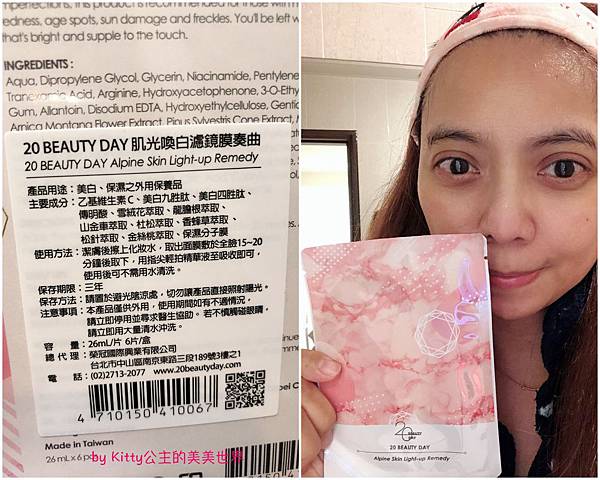 imperfections, this product is recommended for those with
redness, age spots, sun damage and freckles. You'll be left w
that's bright and supple to the touch.
INGREDIENTS :
Aqua, Dipropylene Glycol, Glycerin, Niacinamide, Pentylene
Tranexamic Acid, Arginine, Hydroxyacetophenone, 3-O-Ethy
Gum, Allantoin, Disodium EDTA, Hydroxyethylcellulose, Genti
Arnica Montana Flower Extract, Pinus Sylvestris Cone Extract, M
20 BEAUTY DAY 肌光喚白濾鏡膜奏曲
20 BEAUTY DAY Alpine Skin Light-up Remedy
產品用途：美白、保濕之外用保養品
主要成分：乙基維生素C、美白九胜肽、美白四胜肽、
傳明酸、雪絨花萃取、龍膽根萃取、
山金車萃取、杜松萃取、香蜂草萃取、
松針萃取、金絲桃萃取、保濕分子膜
使用方法：潔膚後擦上化妝水，取出面膜敷於全臉15~20
分鐘後取下，用指尖輕拍精華液至吸收即可，
使用後可不需用水清洗。
保存期限：三年
保存方法：請置於避光陰涼處，切勿讓產品直接照射陽光。
注意事項：本產品僅供外用，使用期間如有不適情況，
請立即停用並尋求醫生協助。若不慎觸碰眼睛，
請立即用大量清水沖洗。
容 量：26mL/片 6片/盒
總 代 理：榮冠國際興業有限公司
台北市中山區南京東路三段189號3樓之1
電 話：(02)2713-2077 www.20beautyday.com
4 710150 410067
Made in Taiwan
26 mL x 6 pc
by Kitty公主的美美世界
20 BEAUTY DAY
20 BEAUTY DAY
Alpine Skin Light-up Remedy